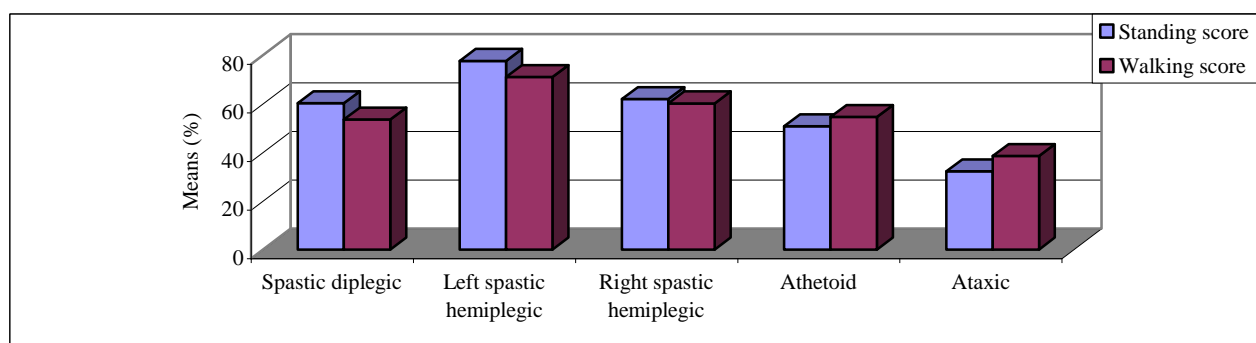 Standing score
Walking score
Means (%)
80
60
40
20
0
Spastic diplegic
Left spastic
hemiplegic
Right spastic
hemiplegic
Athetoid
Ataxic